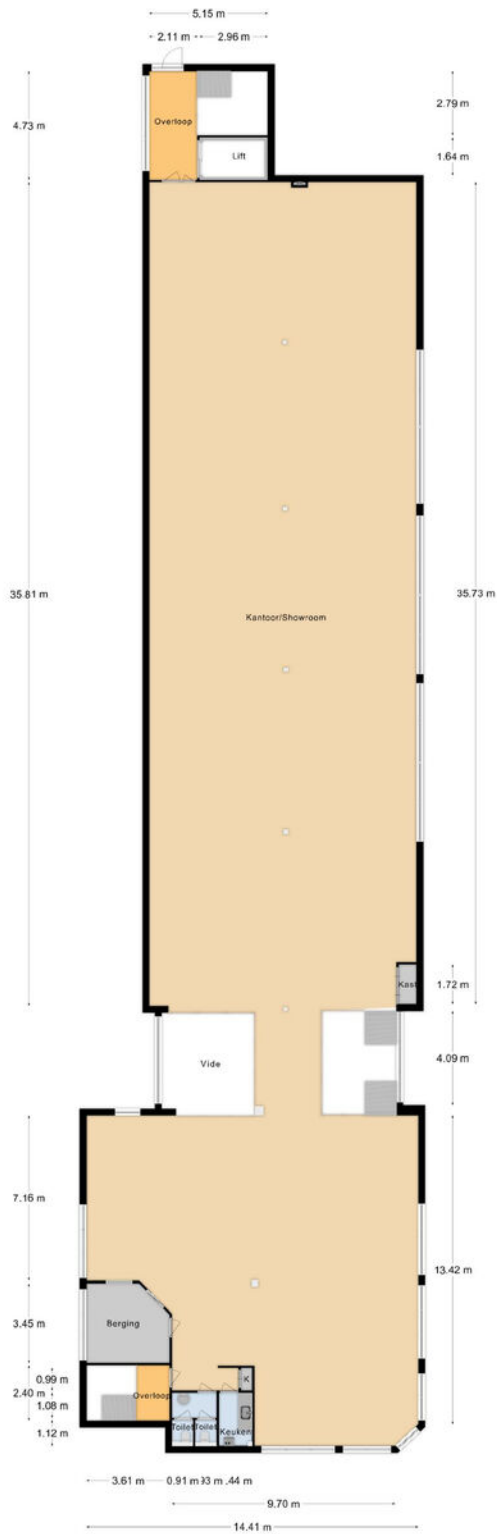 5.15 m
2.11 m
2.96 m
4.73 m
Overloop
2.79 m
Lift
1.64 m
35.81 m
Kantoor/Showroom
35.73 m
Kast
1.72 m
Vide
4.09 m
7.16 m
13.42 m
Berging
3.45 m
0.99 m
2.40 m
1.08 m
1.12 m
Overloop
K
Toilet
Toilet
Keuken
3.61 m
0.91 m
9.70 m
14.41 m